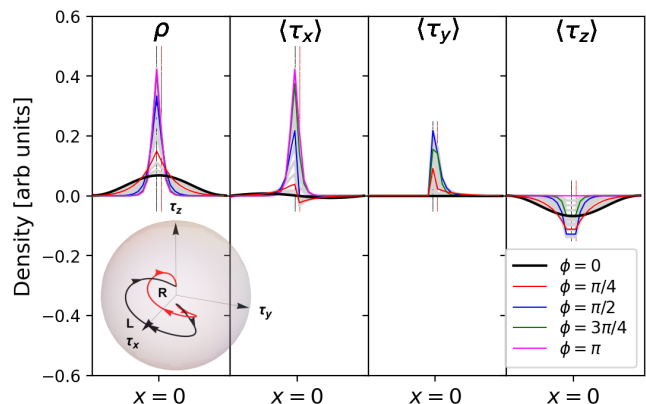 ρ ⟨τx⟩ ⟨τy⟩ ⟨τz⟩
Density [arb units]
0.6
0.4
0.2
0.0
−0.2
−0.4
−0.6
τz
R
L
τx
τy
ϕ = 0
ϕ = π/4
ϕ = π/2
ϕ = 3π/4
ϕ = π
x = 0 x = 0 x = 0 x = 0